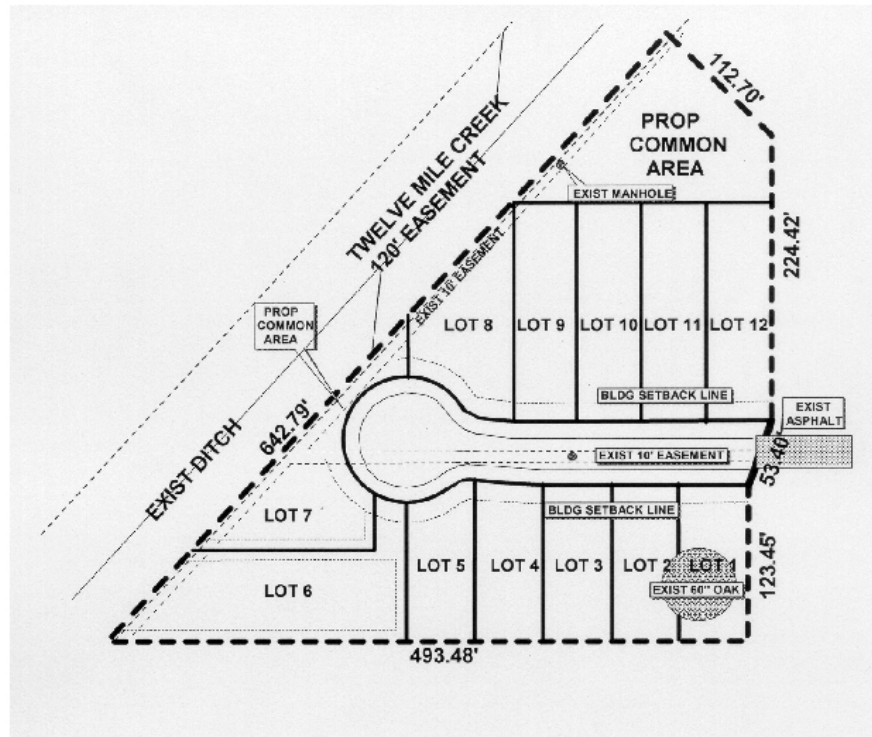 112.70'
PROP
COMMON
AREA
TWELVE MILE CREEK
120' EASEMENT
EXIST MANHOLE
224.42'
EXIST 10' EASEMENT
PROP
COMMON
AREA
LOT 8
LOT 9
LOT 10
LOT 11
LOT 12
BLDG SETBACK LINE
EXIST
ASPHALT
642.79'
EXIST DITCH
EXIST 10' EASEMENT
53.40'
BLDG SETBACK LINE
LOT 7
LOT 6
LOT 5
LOT 4
LOT 3
LOT 2
LOT 1
EXIST 60" OAK
123.45'
493.48'